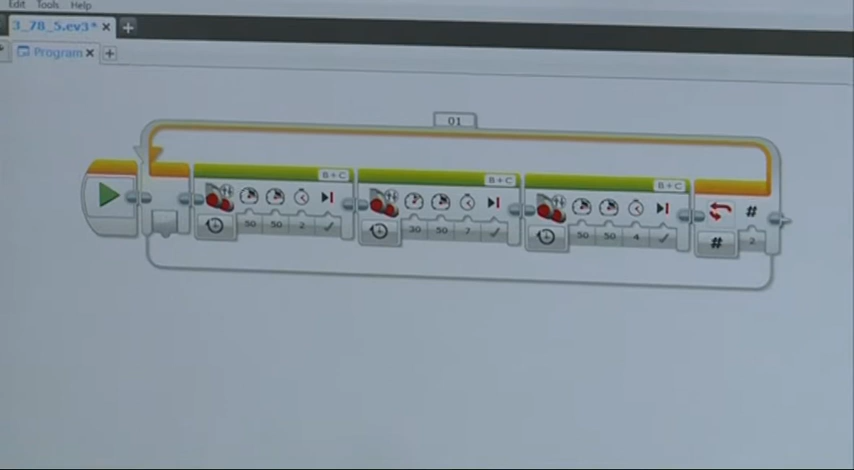 Edit Tools Help
3_78_5.ev3* × +
Program × +
01
B+C B+C B+C
50 50 2 30 50 7 50 50 4 # 2
#